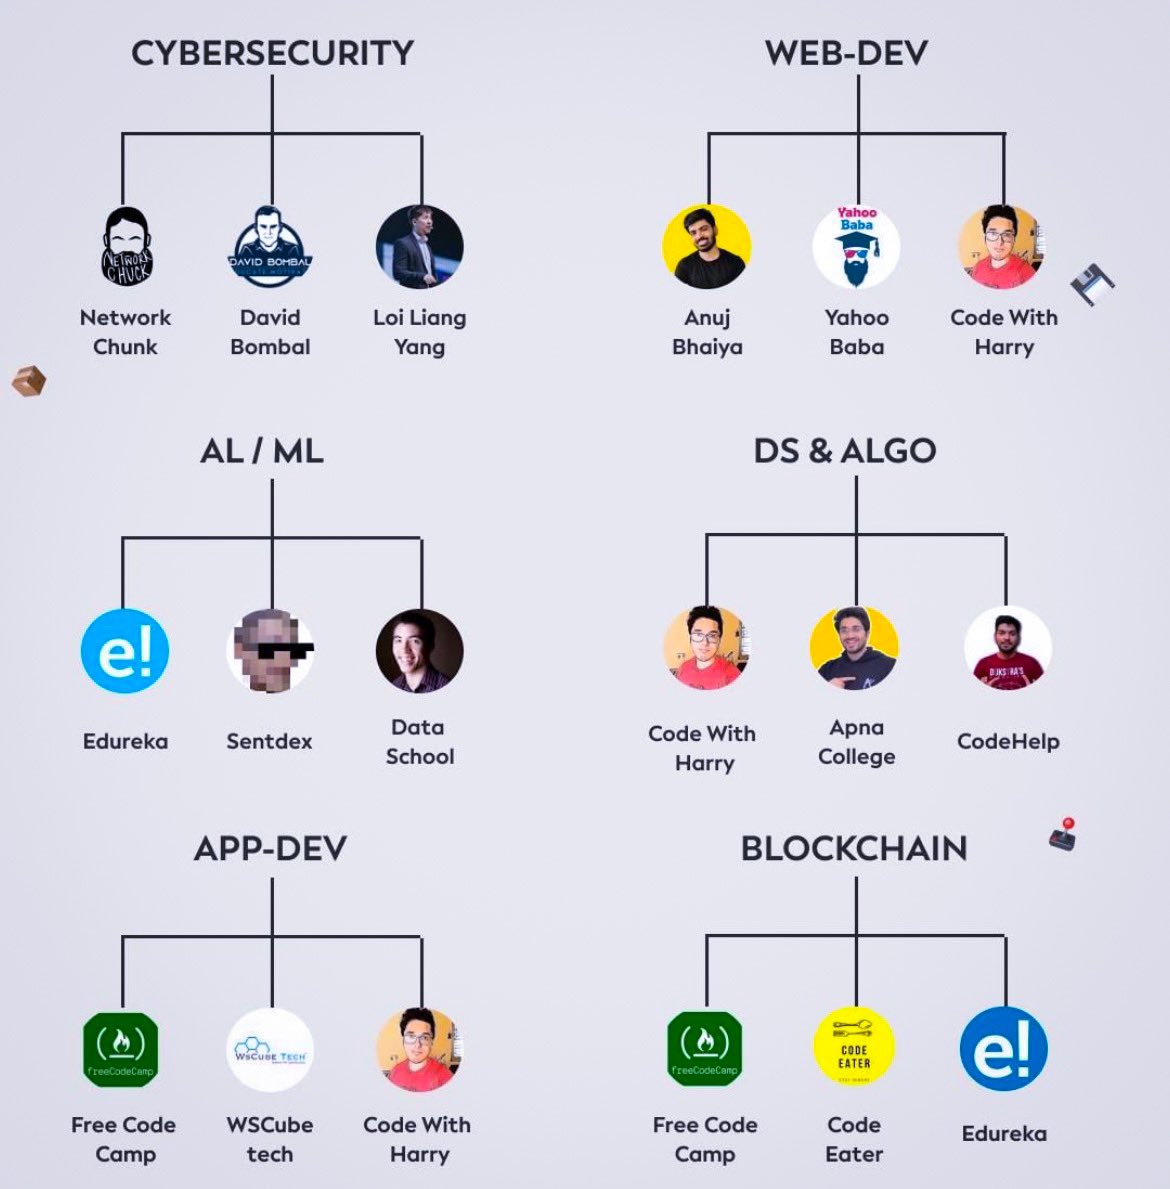 CYBERSECURITY
WEB-DEV
NETWORK
CHUNK
DAVID BOMBAL
Yahoo
Baba
Network
Chunk
David
Bombal
Loi Liang
Yang
Anuj
Bhaiya
Yahoo
Baba
Code With
Harry
AL / ML
DS & ALGO
e!
Edureka
Sentdex
Data
School
Code With
Harry
Apna
College
CodeHelp
APP-DEV
BLOCKCHAIN
freeCodeCamp
WsCube Tech
freeCodeCamp
CODE
EATER
e!
Free Code
Camp
WSCube
tech
Code With
Harry
Free Code
Camp
Code
Eater
Edureka